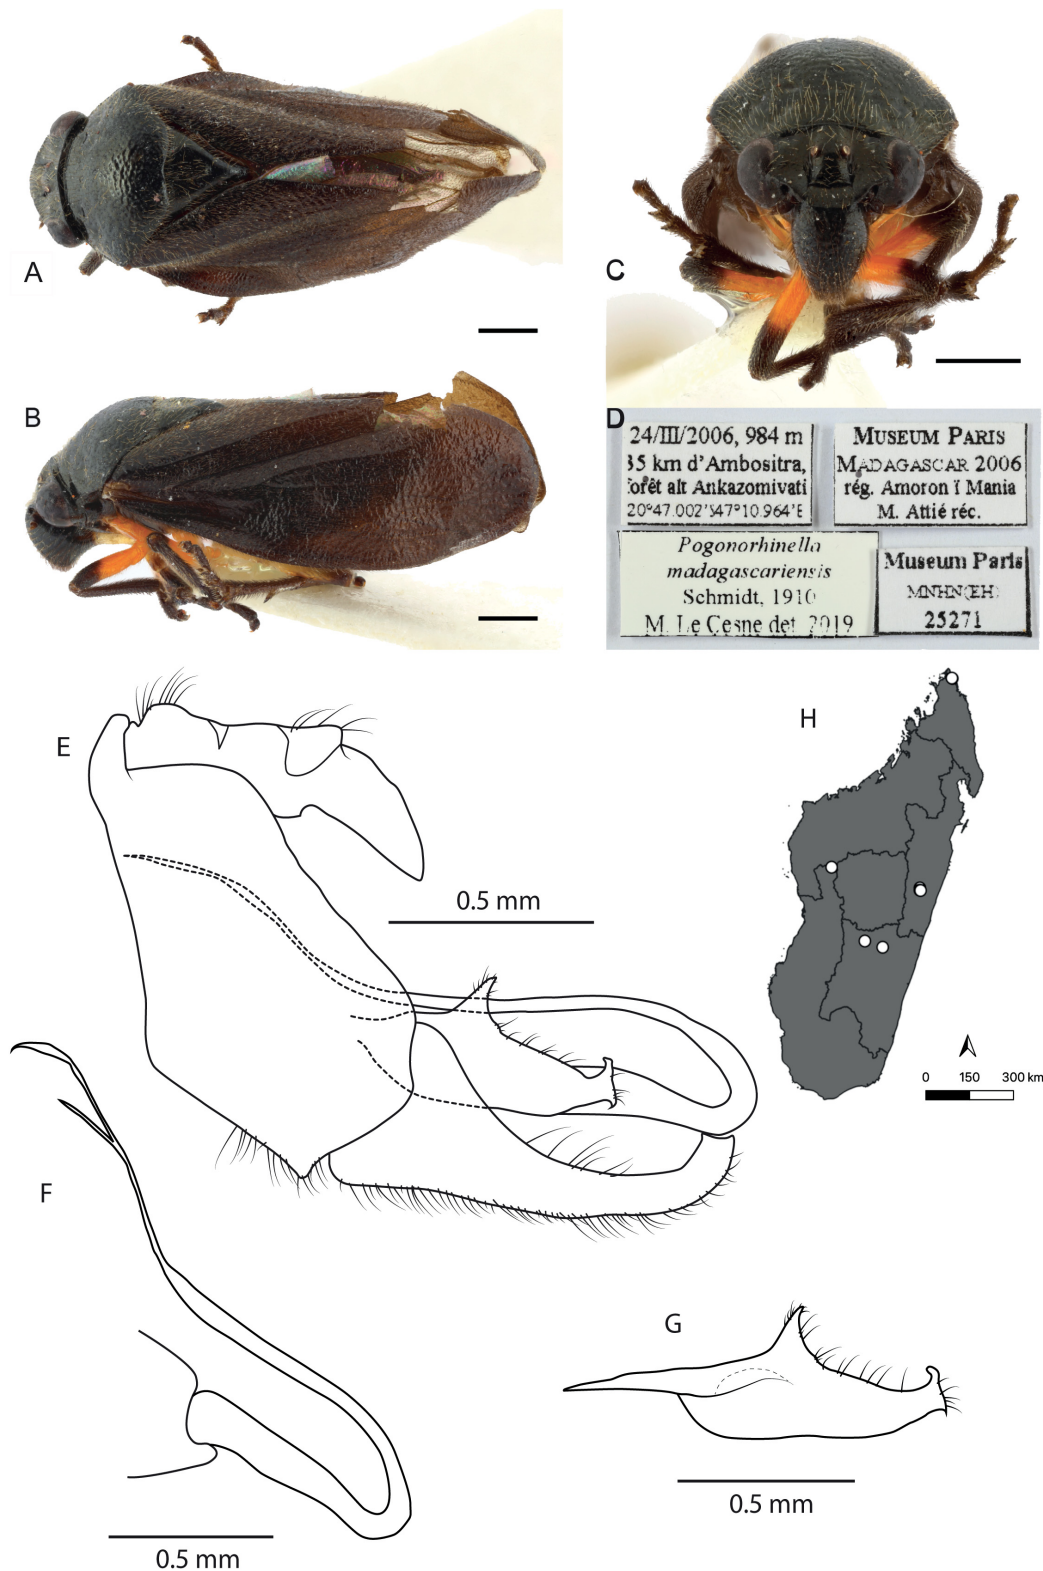 A
B
C
D
24/III/2006, 984 m
35 km d'Ambositra,
forêt alt Ankazomivati
20°47.002'S47°10.964'E
MUSEUM PARIS
MADAGASCAR 2006
rég. Amoron ï Mania
M. Attié réc.
Pogonorhinella
madagascariensis
Schmidt, 1910
M. Le Cesne det. 2019
Museum Paris
MNHN(EH)
25271
E
0.5 mm
H
0 150 300 km
F
0.5 mm
G
0.5 mm